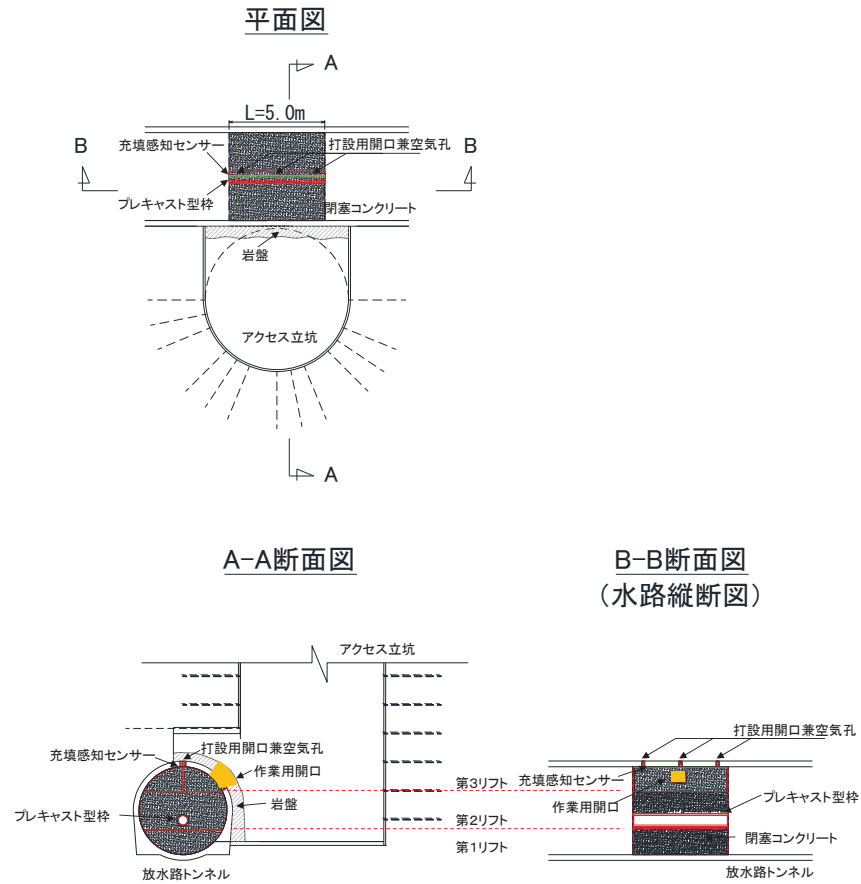 平面図
A
L=5.0m
B
B
充填感知センサー
打設用開口兼空気孔
プレキャスト型枠
閉塞コンクリート
岩盤
アクセス立坑
A
A-A断面図
アクセス立坑
充填感知センサー
打設用開口兼空気孔
作業用開口
プレキャスト型枠
岩盤
第3リフト
第2リフト
第1リフト
放水路トンネル
B-B断面図
(水路縦断図)
打設用開口兼空気孔
充填感知センサー
作業用開口
プレキャスト型枠
閉塞コンクリート
放水路トンネル